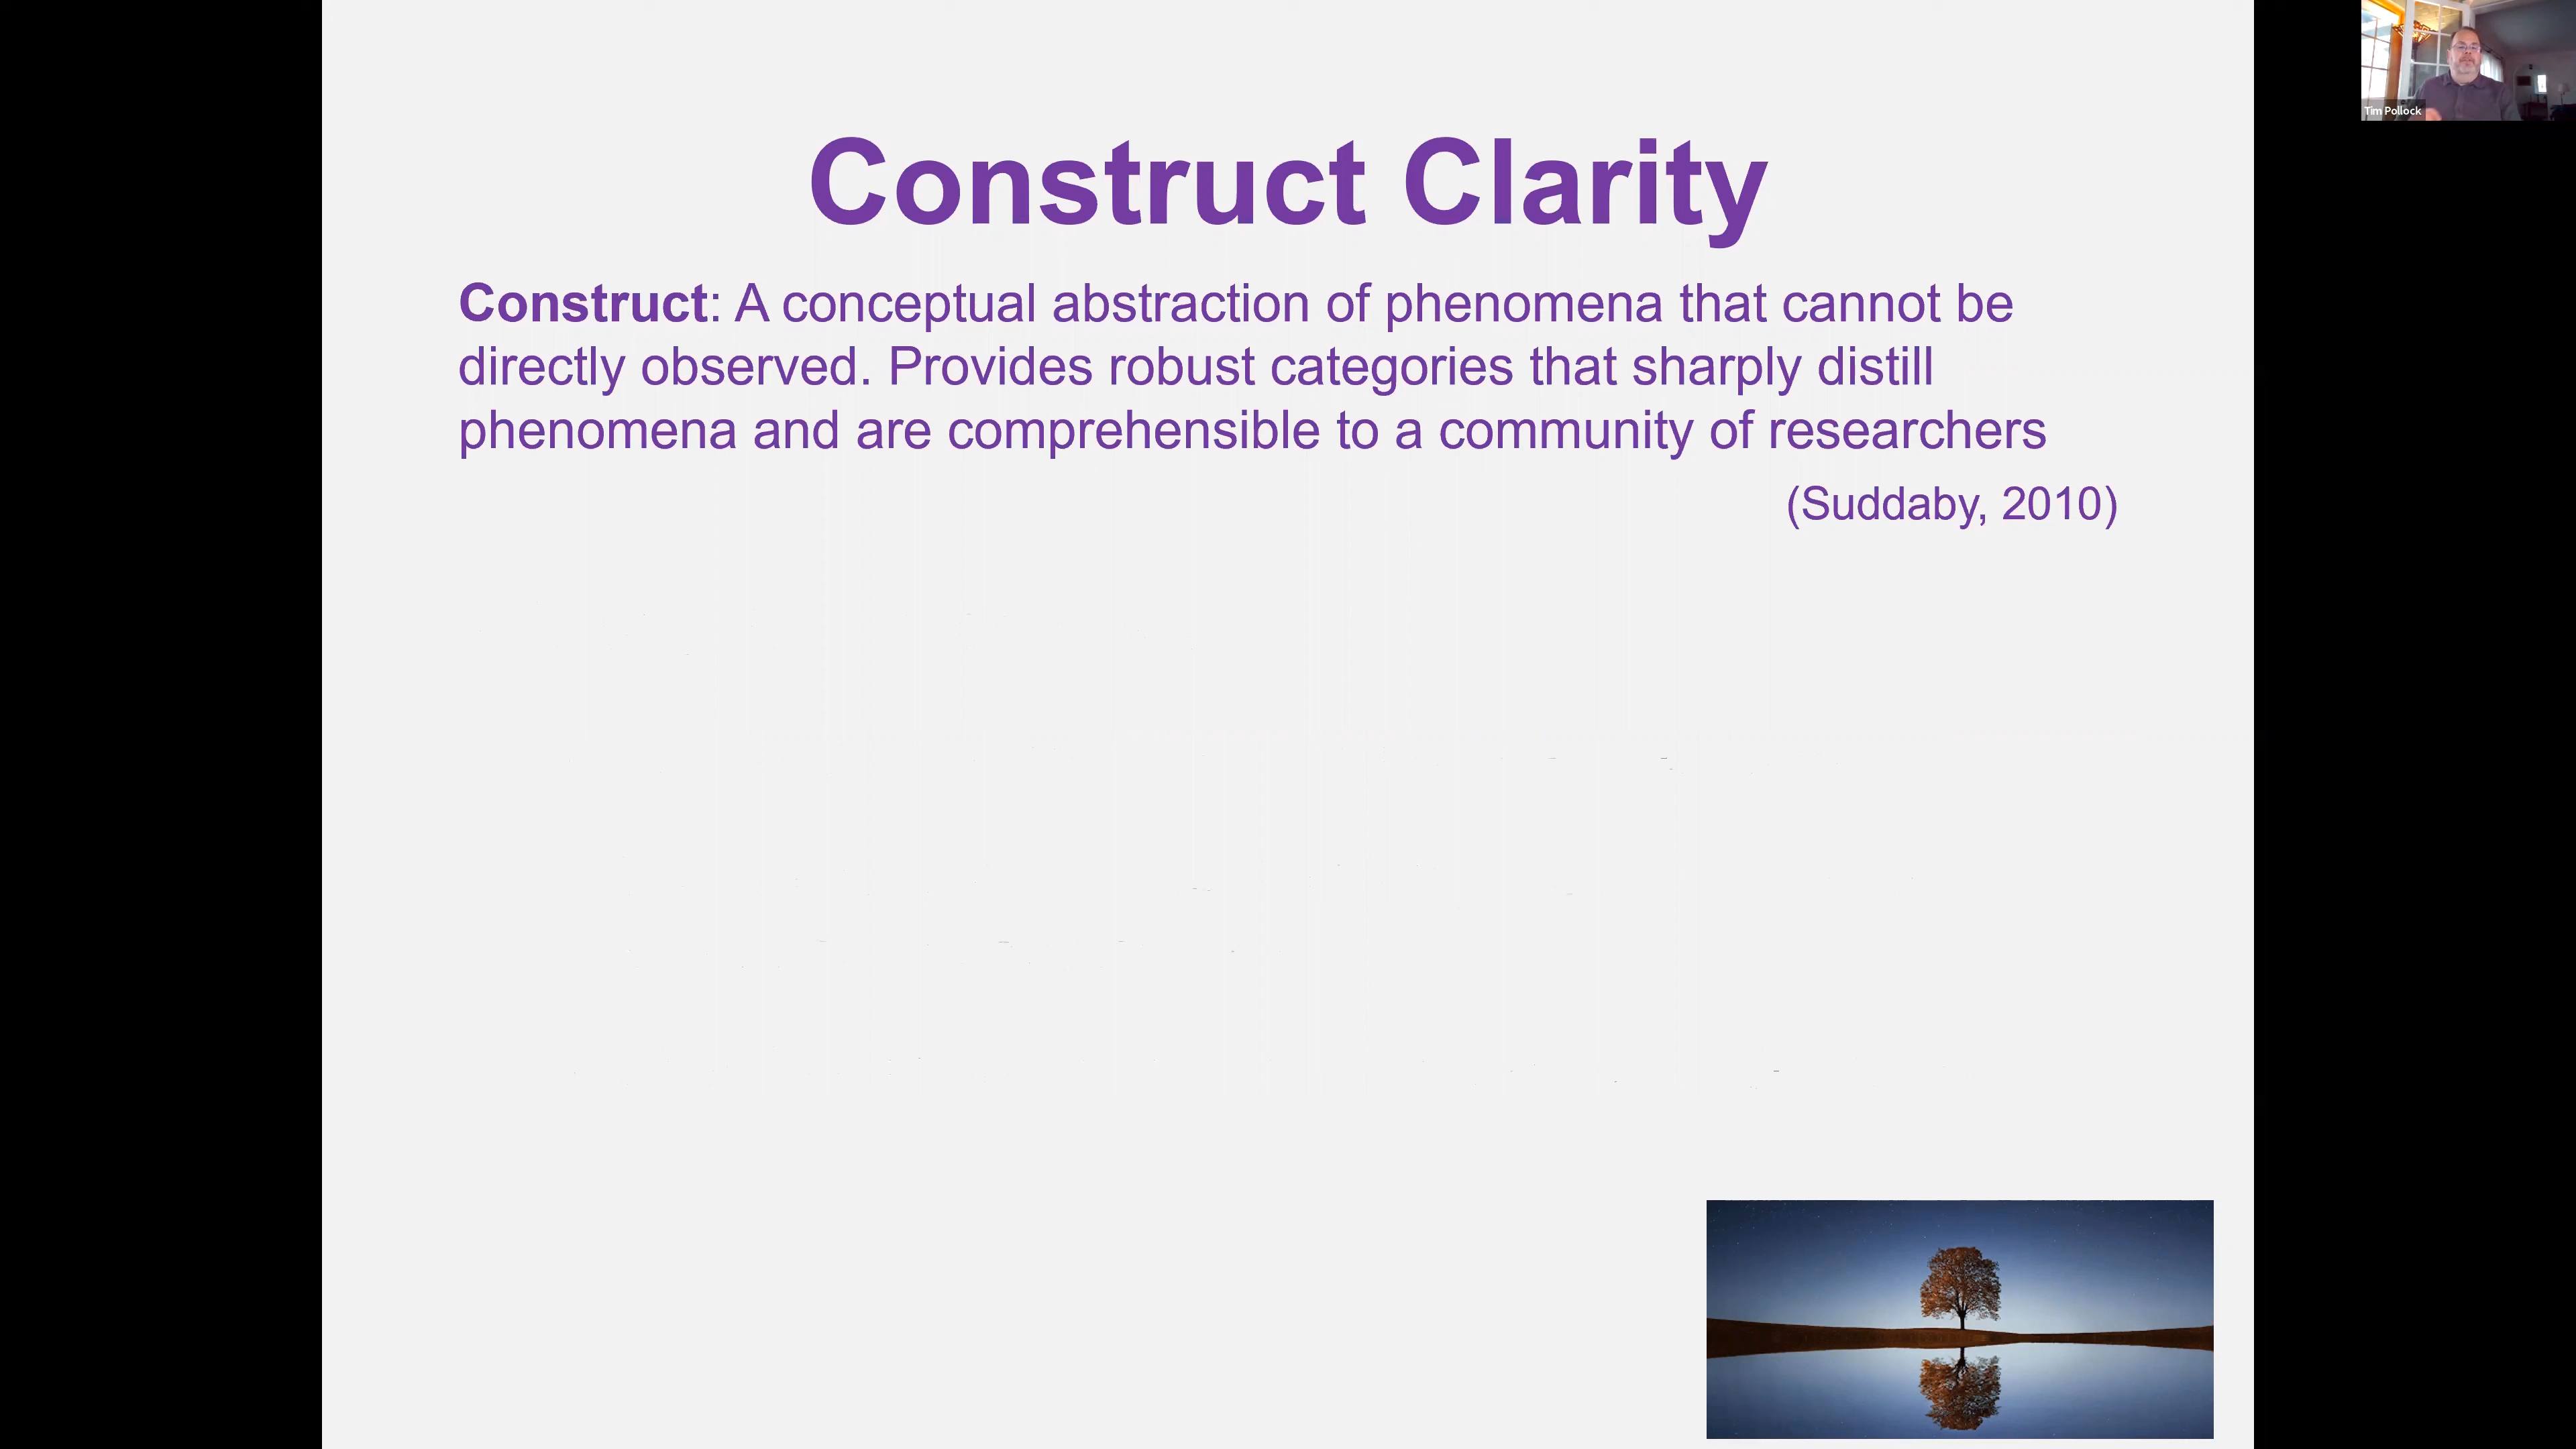 Construct Clarity
Construct: A conceptual abstraction of phenomena that cannot be
directly observed. Provides robust categories that sharply distill
phenomena and are comprehensible to a community of researchers
(Suddaby, 2010)
Tim Pollock